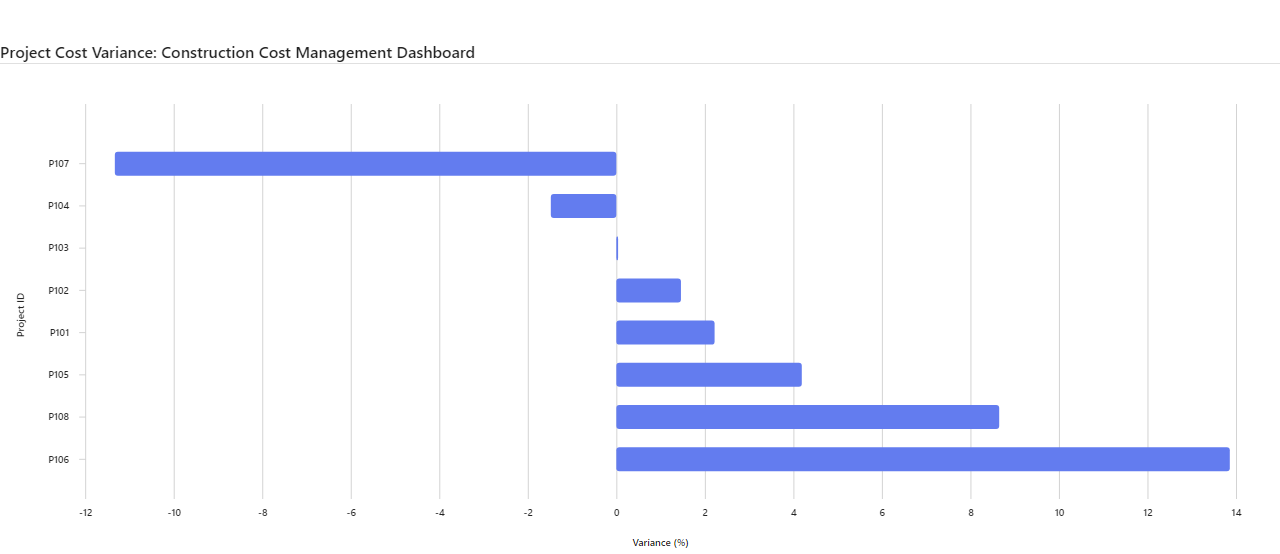 Project Cost Variance: Construction Cost Management Dashboard
P107
P104
P103
P102
P101
P105
P108
P106
Project ID
-12 -10 -8 -6 -4 -2 0 2 4 6 8 10 12 14
Variance (%)